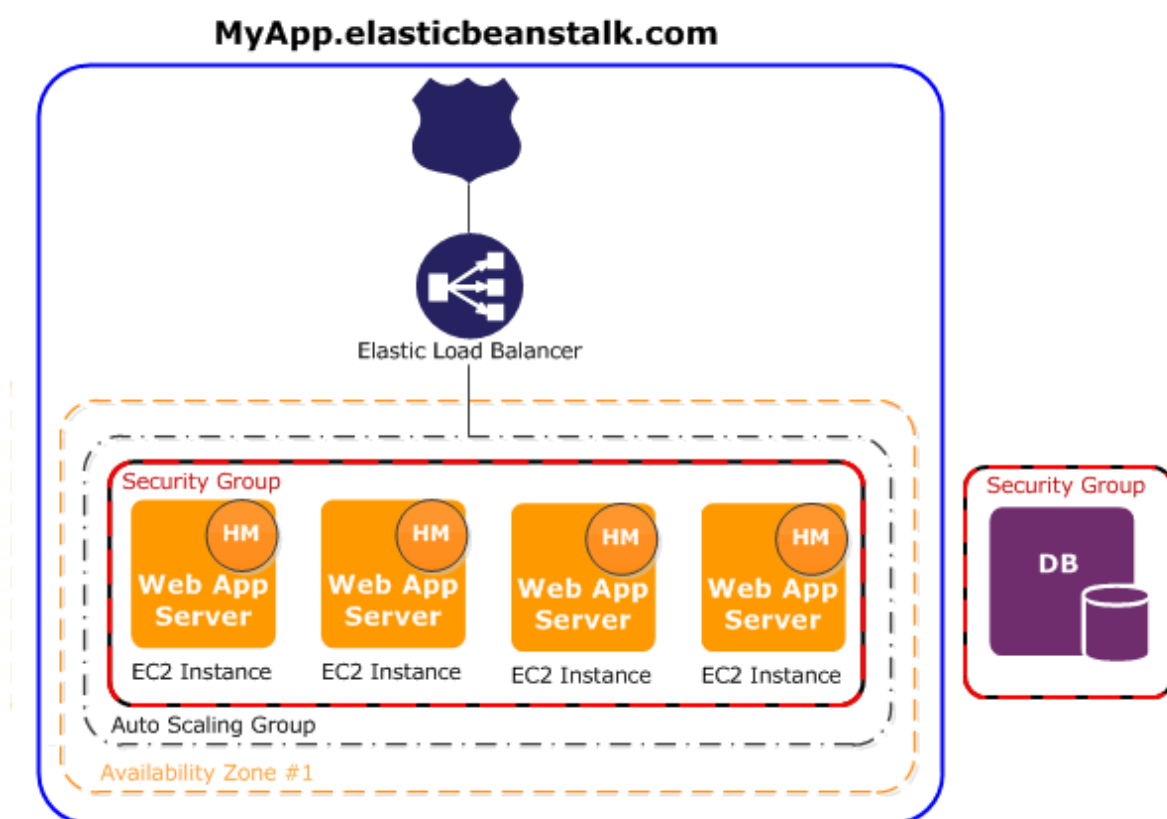 MyApp.elasticbeanstalk.com
Elastic Load Balancer
Security Group
HM
Web App
Server
EC2 Instance
HM
Web App
Server
EC2 Instance
HM
Web App
Server
EC2 Instance
HM
Web App
Server
EC2 Instance
Auto Scaling Group
Availability Zone #1
Security Group
DB